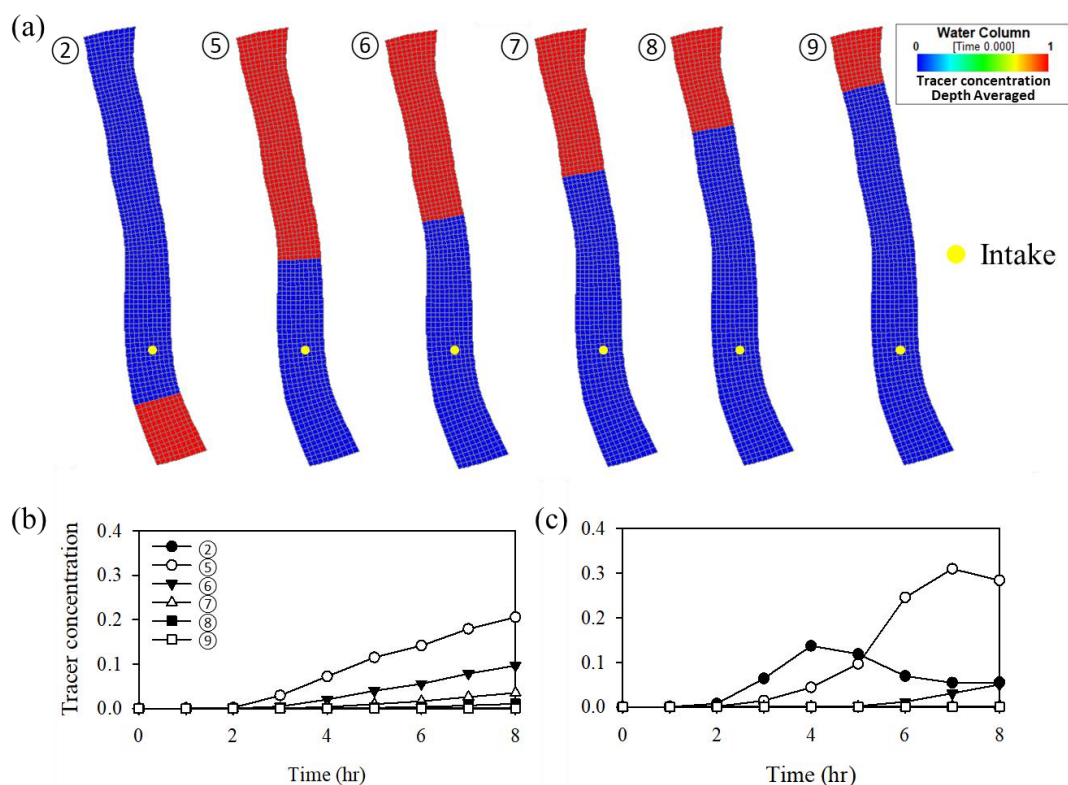 (a)
② ⑤ ⑥ ⑦ ⑧ ⑨
Water Column
0 [Time 0.000] 1
Tracer concentration
Depth Averaged
Intake
(b)
Tracer concentration
0.4
0.3
0.2
0.1
0.0
②
⑤
⑥
⑦
⑧
⑨
0 2 4 6 8
Time (hr)
(c)
0.4
0.3
0.2
0.1
0.0
0 2 4 6 8
Time (hr)